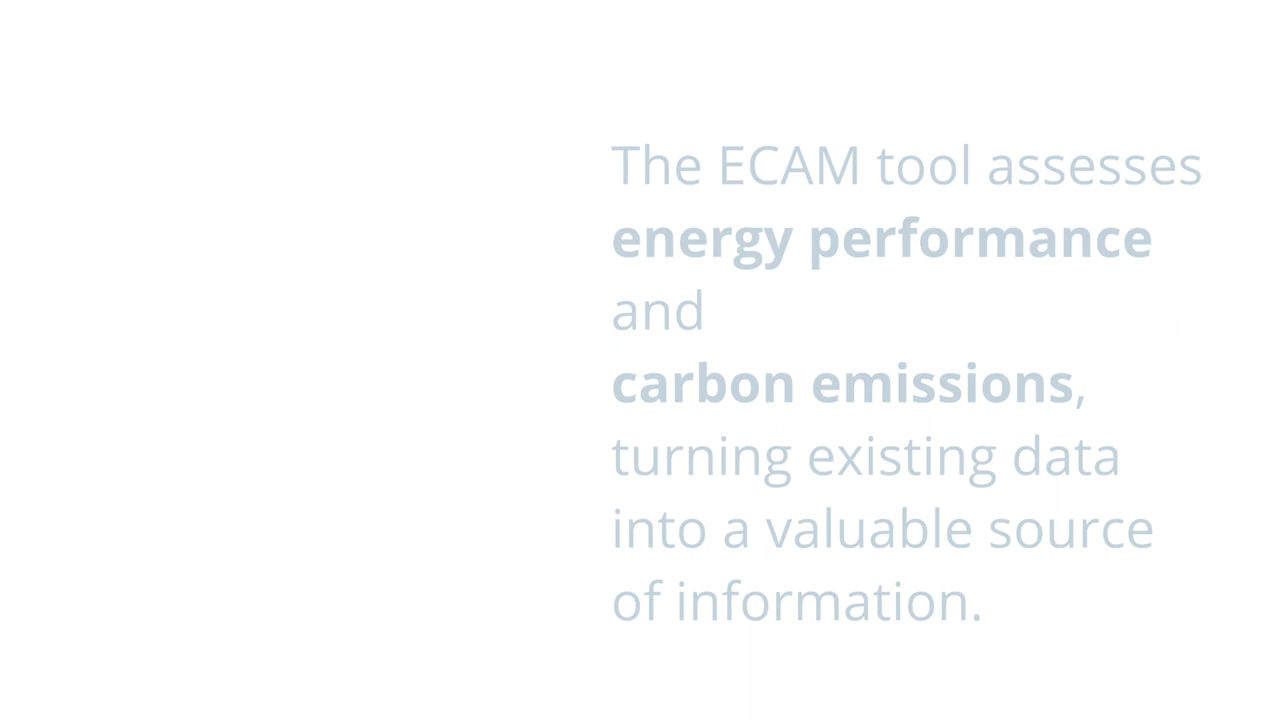 The ECAM tool assesses
energy performance
and
carbon emissions,
turning existing data
into a valuable source
of information.